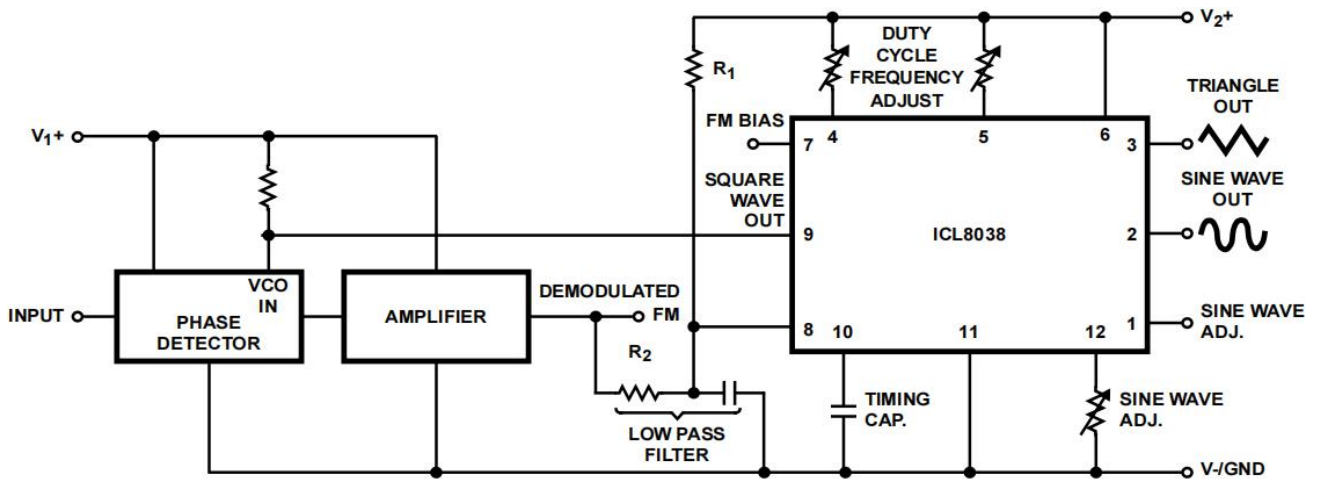 V2+
R1
DUTY
CYCLE
FREQUENCY
ADJUST
TRIANGLE
OUT
V1+
FM BIAS
7
4
5
6
3
SQUARE
WAVE
OUT
SINE WAVE
OUT
9
ICL8038
2
VCO
IN
INPUT
PHASE
DETECTOR
AMPLIFIER
DEMODULATED
FM
8
10
11
12
1
SINE WAVE
ADJ.
R2
LOW PASS
FILTER
TIMING
CAP.
SINE WAVE
ADJ.
V-/GND